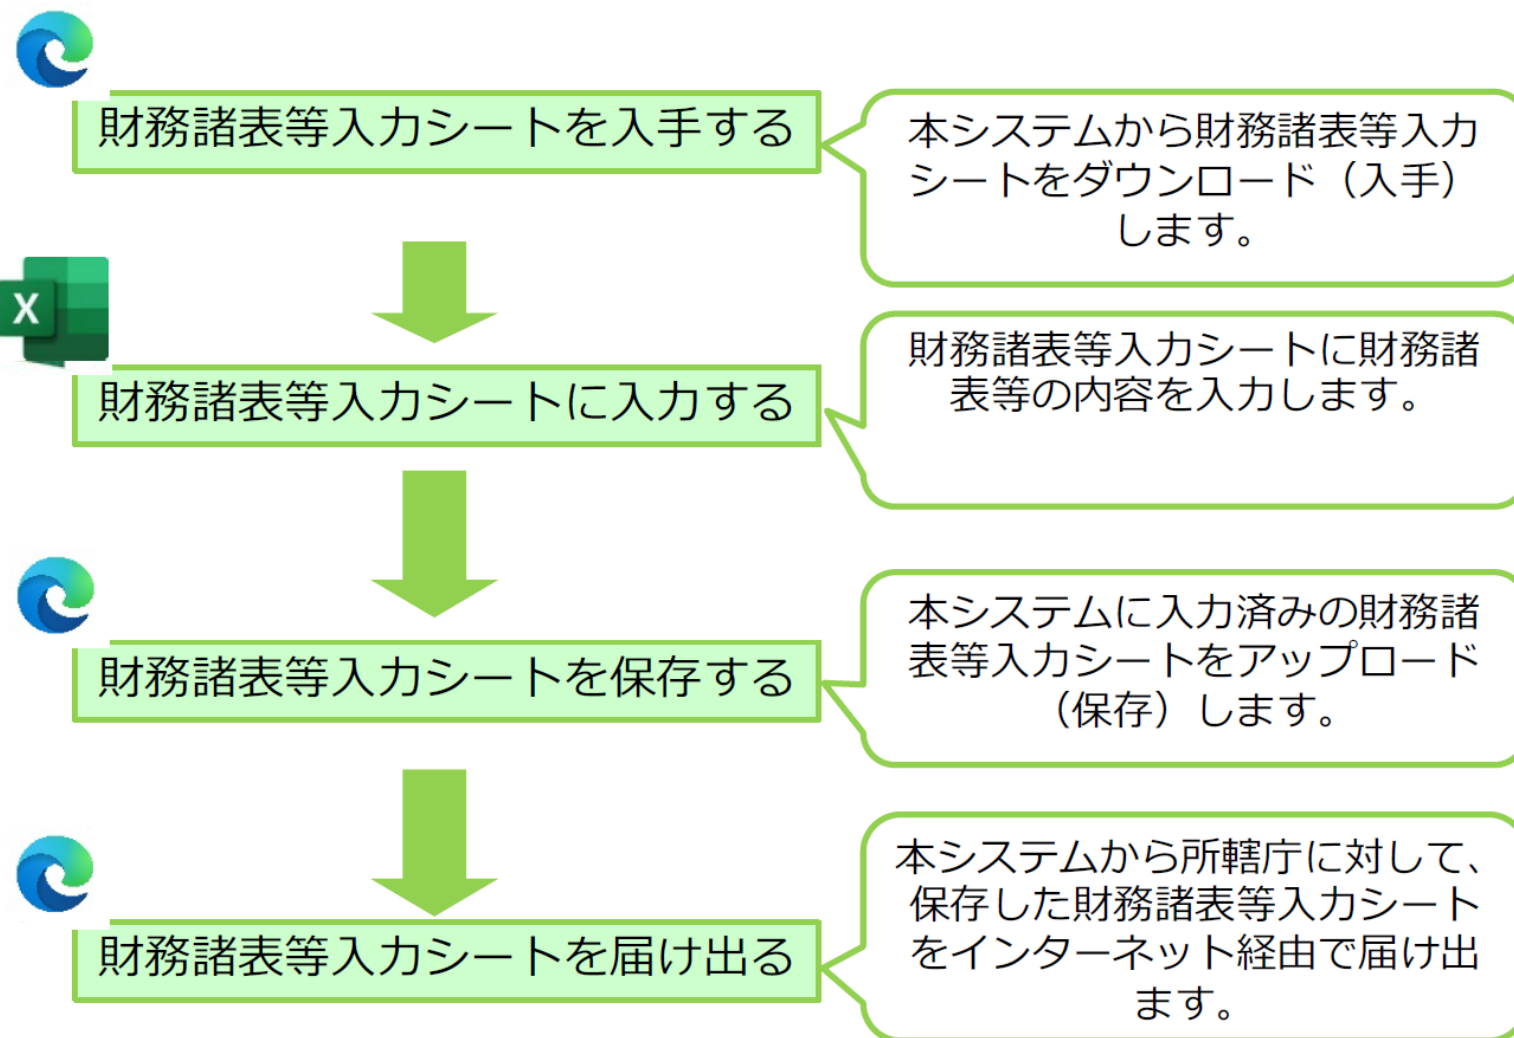 財務諸表等入力シートを入手する
本システムから財務諸表等入力
シートをダウンロード（入手）
します。
X
財務諸表等入力シートに入力する
財務諸表等入力シートに財務諸
表等の内容を入力します。
財務諸表等入力シートを保存する
本システムに入力済みの財務諸
表等入力シートをアップロード
（保存）します。
財務諸表等入力シートを届け出る
本システムから所轄庁に対して、
保存した財務諸表等入力シート
をインターネット経由で届け出
ます。